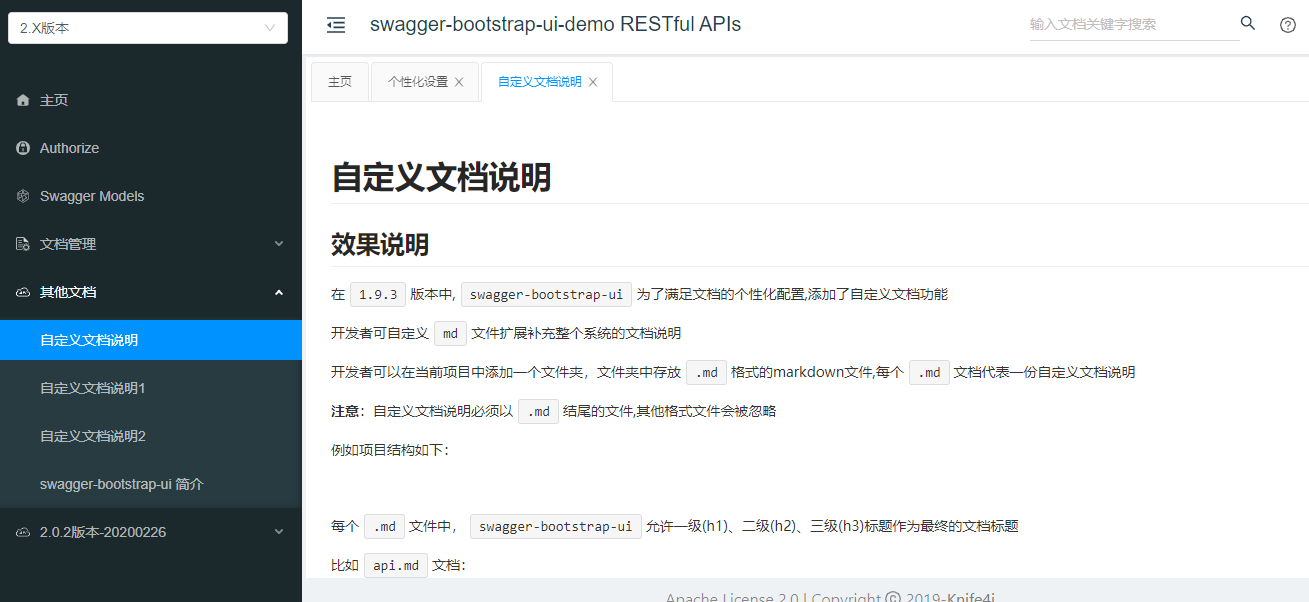 2.X版本
swagger-bootstrap-ui-demo RESTful APIs
输入文档关键字搜索
主页
Authorize
Swagger Models
文档管理
其他文档
自定义文档说明
自定义文档说明1
自定义文档说明2
swagger-bootstrap-ui 简介
2.0.2版本-20200226
主页 个性化设置 自定义文档说明
自定义文档说明
效果说明
在 1.9.3 版本中, swagger-bootstrap-ui 为了满足文档的个性化配置,添加了自定义文档功能
开发者可自定义 md 文件扩展补充整个系统的文档说明
开发者可以在当前项目中添加一个文件夹，文件夹中存放 .md 格式的markdown文件,每个 .md 文档代表一份自定义文档说明
注意：自定义文档说明必须以 .md 结尾的文件,其他格式文件会被忽略
例如项目结构如下：
每个 .md 文件中， swagger-bootstrap-ui 允许一级(h1)、二级(h2)、三级(h3)标题作为最终的文档标题
比如 api.md 文档：
Apache License 2.0 | Copyright © 2019-Knife4j